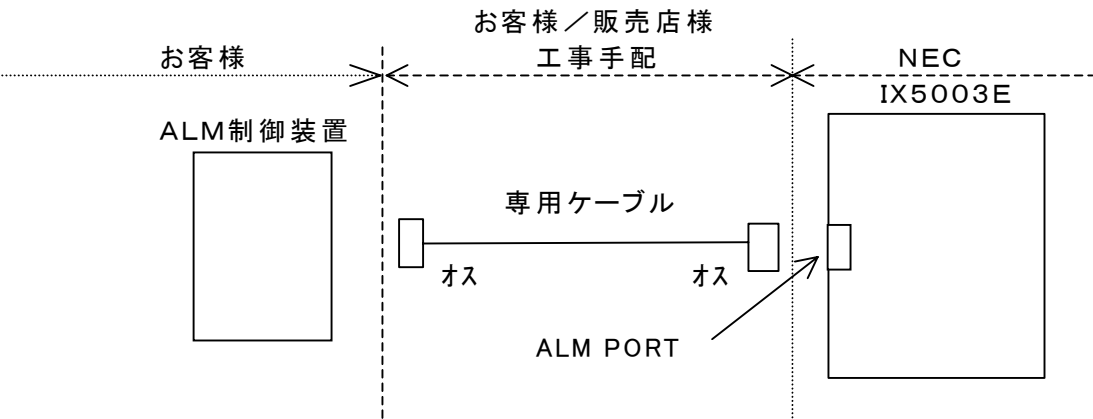 お客様／販売店様
お客様
工事手配
NEC
IX5003E
ALM制御装置
専用ケーブル
オス
オス
ALM PORT